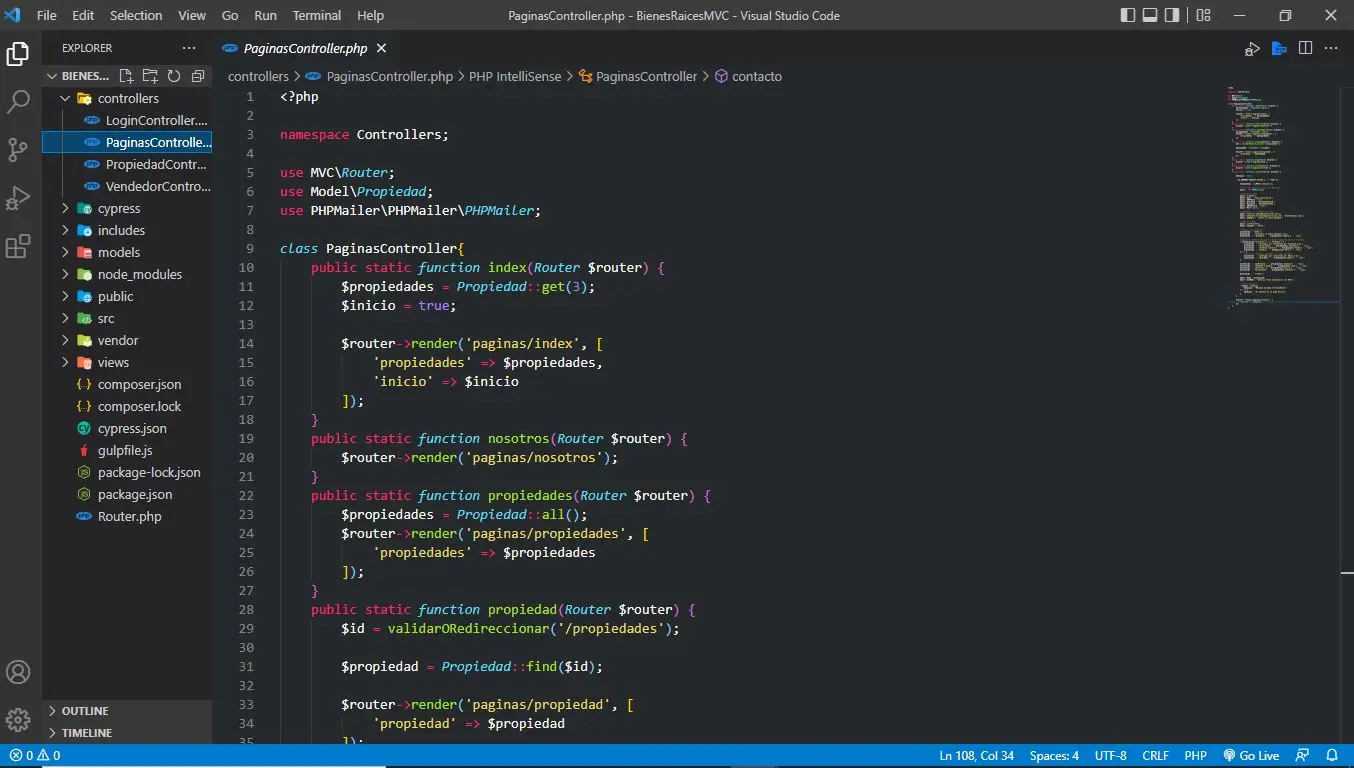 File Edit Selection View Go Run Terminal Help PaginasController.php - BienesRaicesMVC - Visual Studio Code
EXPLORER
BIENES...
controllers
LoginController....
PaginasControlle...
PropiedadContr...
VendedorContro...
cypress
includes
models
node_modules
public
src
vendor
views
composer.json
composer.lock
cypress.json
gulpfile.js
package-lock.json
package.json
Router.php
OUTLINE
TIMELINE
PaginasController.php
controllers > PaginasController.php > PHP IntelliSense > PaginasController > contacto
1 <?php
2
3 namespace Controllers;
4
5 use MVC\Router;
6 use Model\Propiedad;
7 use PHPMailer\PHPMailer\PHPMailer;
8
9 class PaginasController{
10 public static function index(Router $router) {
11 $propiedades = Propiedad::get(3);
12 $inicio = true;
13
14 $router->render('paginas/index', [
15 'propiedades' => $propiedades,
16 'inicio' => $inicio
17 ]);
18 }
19 public static function nosotros(Router $router) {
20 $router->render('paginas/nosotros');
21 }
22 public static function propiedades(Router $router) {
23 $propiedades = Propiedad::all();
24 $router->render('paginas/propiedades', [
25 'propiedades' => $propiedades
26 ]);
27 }
28 public static function propiedad(Router $router) {
29 $id = validarORedireccionar('/propiedades');
30
31 $propiedad = Propiedad::find($id);
32
33 $router->render('paginas/propiedad', [
34 'propiedad' => $propiedad
35 ]);
0 0 Ln 108, Col 34 Spaces: 4 UTF-8 CRLF PHP Go Live